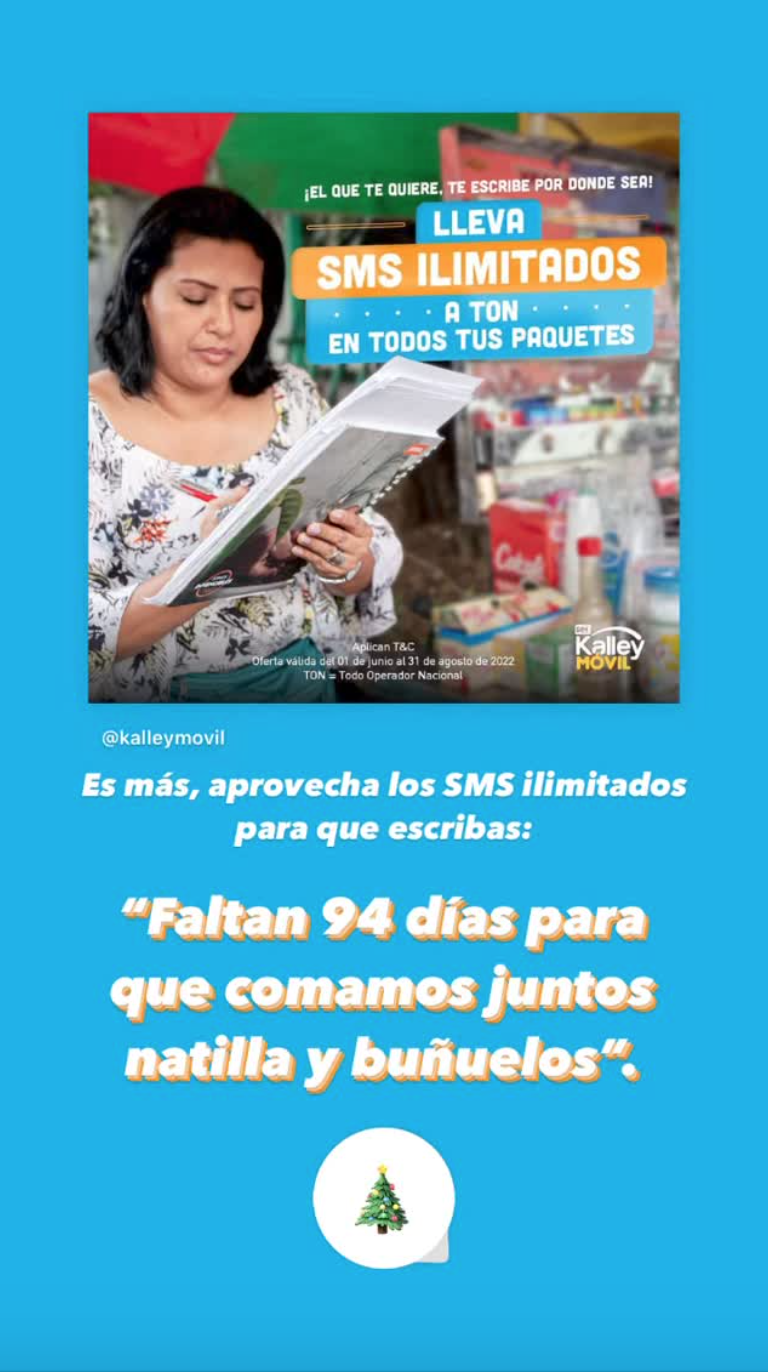 ¡EL QUE TE QUIERE, TE ESCRIBE POR DONDE SEA!
LLEVA
SMS ILIMITADOS
A TON
EN TODOS TUS PAQUETES
Aplican T&C
Oferta válida del 01 de junio al 31 de agosto de 2022
TON = Todo Operador Nacional
Kalley
MÓVIL
@kalleymovil
Es más, aprovecha los SMS ilimitados
para que escribas:
“Faltan 94 días para
que comamos juntos
natilla y buñuelos”.